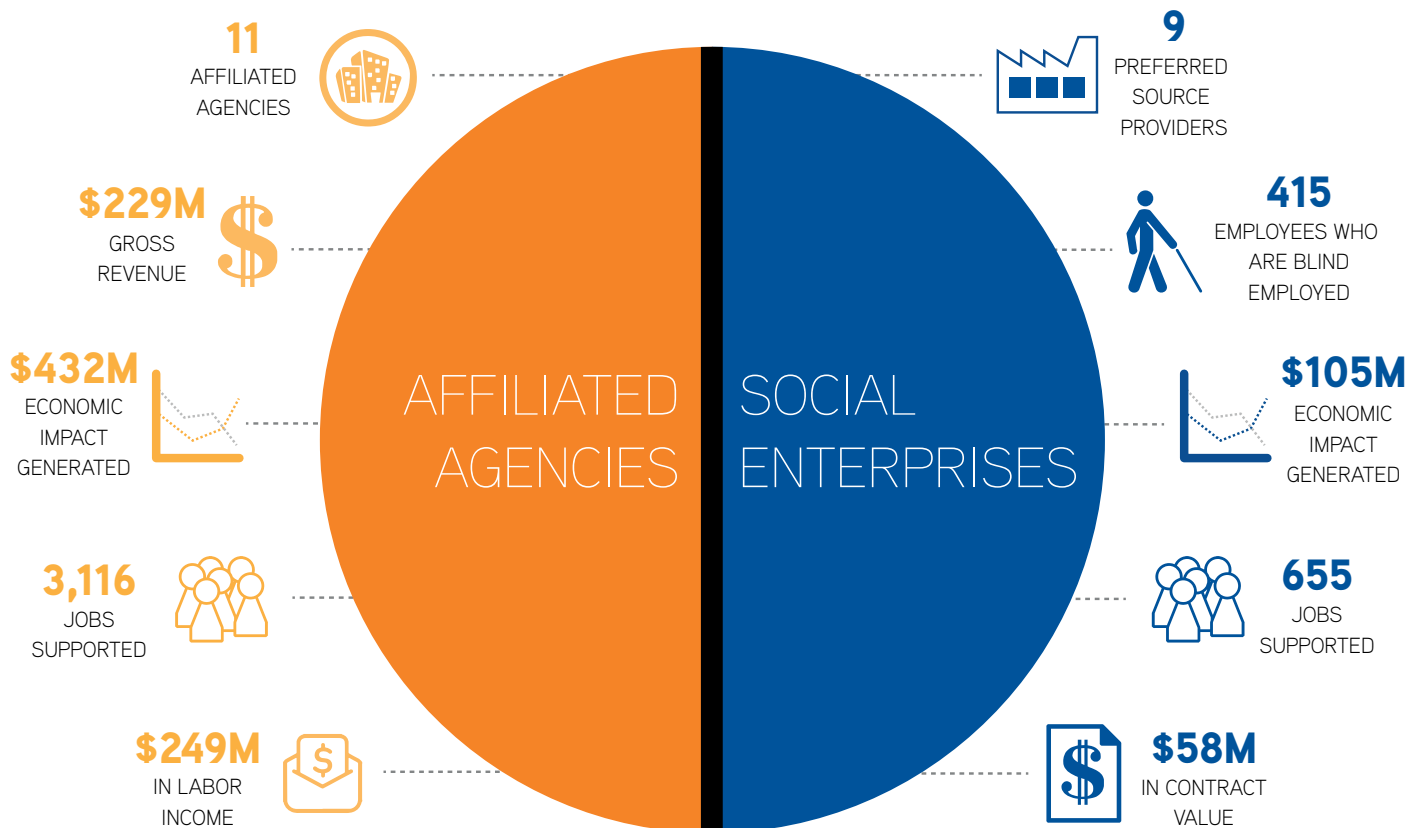 11
AFFILIATED
AGENCIES
$229M
GROSS
REVENUE
$
$432M
ECONOMIC
IMPACT
GENERATED
3,116
JOBS
SUPPORTED
$249M
IN LABOR
INCOME
$
AFFILIATED
AGENCIES
SOCIAL
ENTERPRISES
9
PREFERRED
SOURCE
PROVIDERS
415
EMPLOYEES WHO
ARE BLIND
EMPLOYED
$105M
ECONOMIC
IMPACT
GENERATED
655
JOBS
SUPPORTED
$
$58M
IN CONTRACT
VALUE